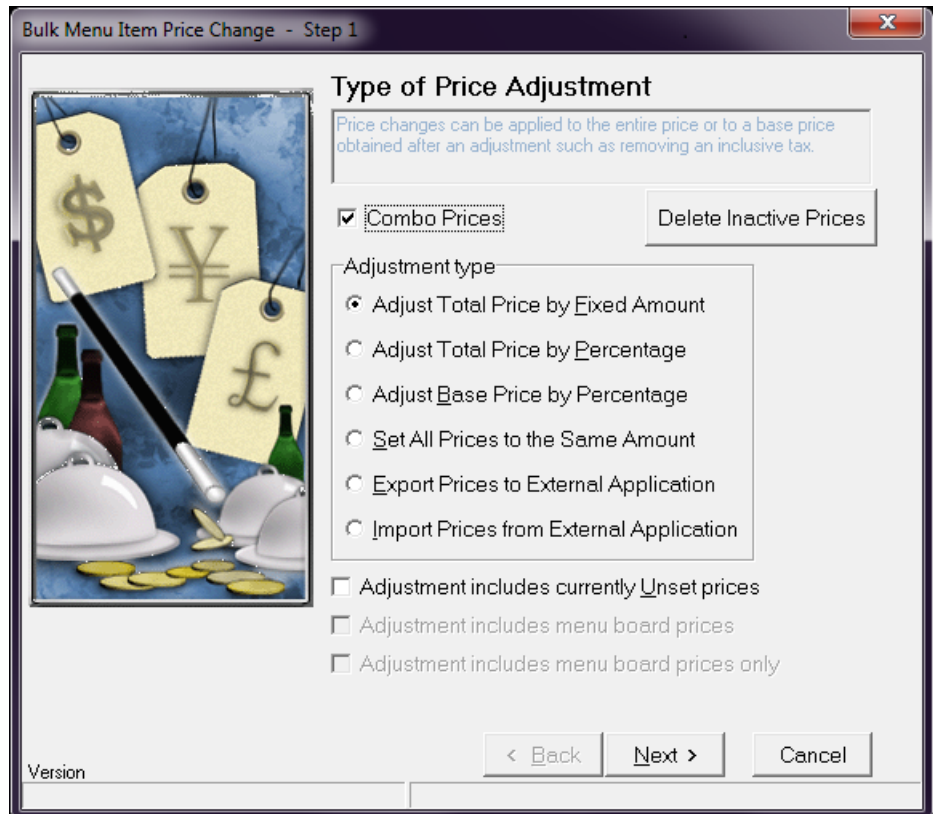 Bulk Menu Item Price Change - Step 1
Type of Price Adjustment
Price changes can be applied to the entire price or to a base price
obtained after an adjustment such as removing an inclusive tax.
Combo Prices
Delete Inactive Prices
Adjustment type
Adjust Total Price by Fixed Amount
Adjust Total Price by Percentage
Adjust Base Price by Percentage
Set All Prices to the Same Amount
Export Prices to External Application
Import Prices from External Application
Adjustment includes currently Unset prices
Adjustment includes menu board prices
Adjustment includes menu board prices only
< Back
Next >
Cancel
Version
$
¥
£